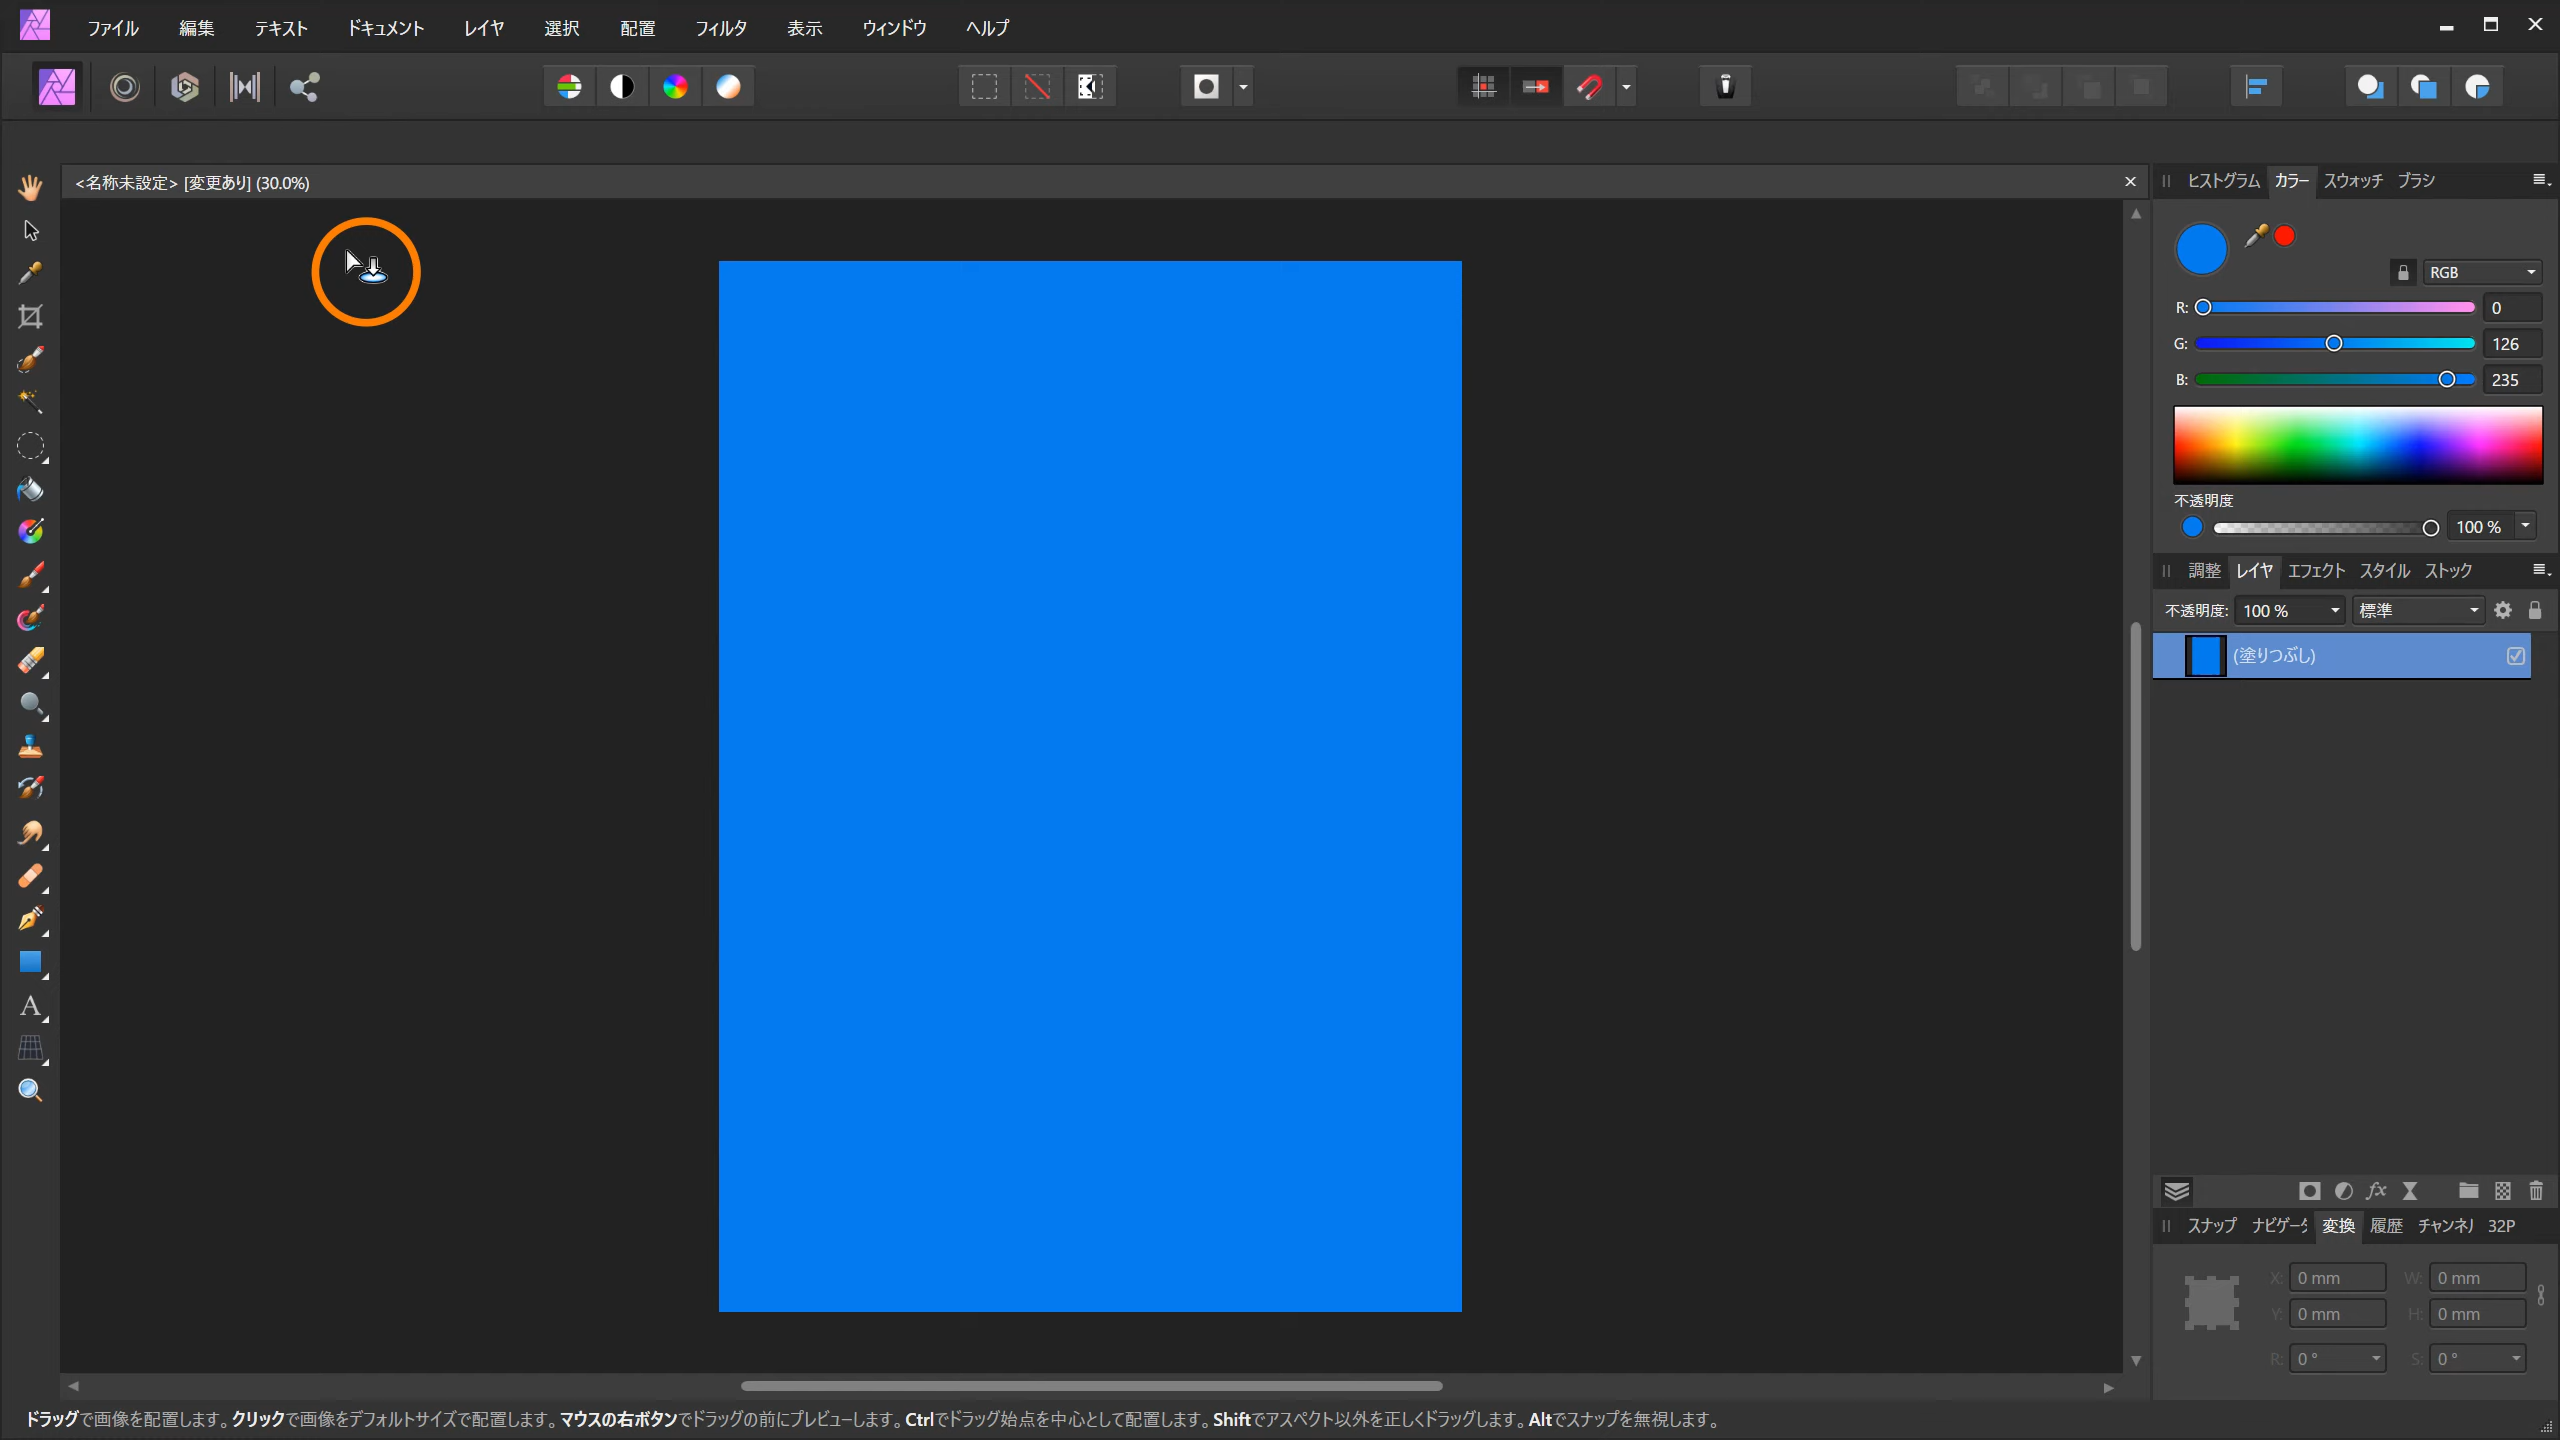 ファイル 編集 テキスト ドキュメント レイヤ 選択 配置 フィルタ 表示 ウィンドウ ヘルプ
<名称未設定> [変更あり] (30.0%)
ヒストグラム カラー スウォッチ ブラシ
RGB
R: 0
G: 126
B: 235
不透明度
100 %
調整 レイヤ エフェクト スタイル ストック
不透明度: 100 % 標準
(塗りつぶし)
fx
スナップ ナビゲータ 変換 履歴 チャンネル 32P
X: 0 mm W: 0 mm
Y: 0 mm H: 0 mm
R: 0 ° S: 0 °
A
ドラッグで画像を配置します。クリックで画像をデフォルトサイズで配置します。マウスの右ボタンでドラッグの前にプレビューします。Ctrlでドラッグ始点を中心として配置します。Shiftでアスペクト以外を正しくドラッグします。Altでスナップを無視します。